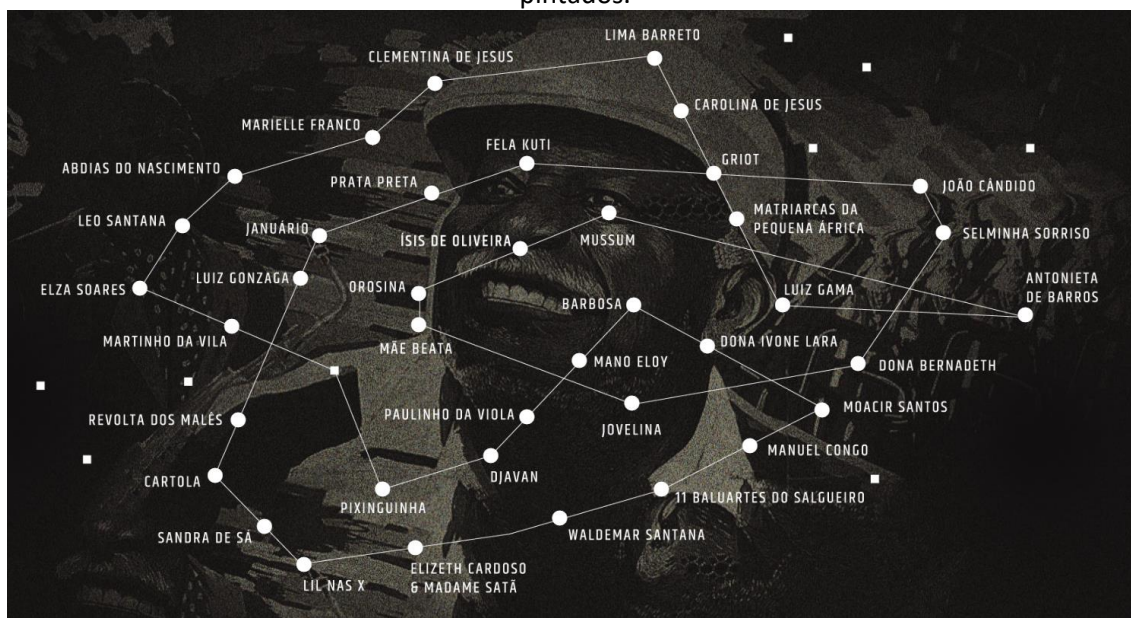 pintados.
LIMA BARRETO
CLEMENTINA DE JESUS
CAROLINA DE JESUS
MARIELLE FRANCO
FELA KUTI
GRIOT
ABDIAS DO NASCIMENTO
PRATA PRETA
JOÃO CÂNDIDO
LEO SANTANA
JANUÁRIO
ÍSIS DE OLIVEIRA
MUSSUM
MATRIARCAS DA
PEQUENA ÁFRICA
SELMINHA SORRISO
ELZA SOARES
LUIZ GONZAGA
OROSINA
BARBOSA
LUIZ GAMA
ANTONIETA
DE BARROS
MARTINHO DA VILA
MÃE BEATA
MANO ELOY
DONA IVONE LARA
DONA BERNADETH
REVOLTA DOS MALÊS
PAULINHO DA VIOLA
JOVELINA
MOACIR SANTOS
CARTOLA
PIXINGUINHA
DJAVAN
MANUEL CONGO
11 BALUARTES DO SALGUEIRO
SANDRA DE SÁ
WALDEMAR SANTANA
LIL NAS X
ELIZETH CARDOSO
& MADAME SATÃ